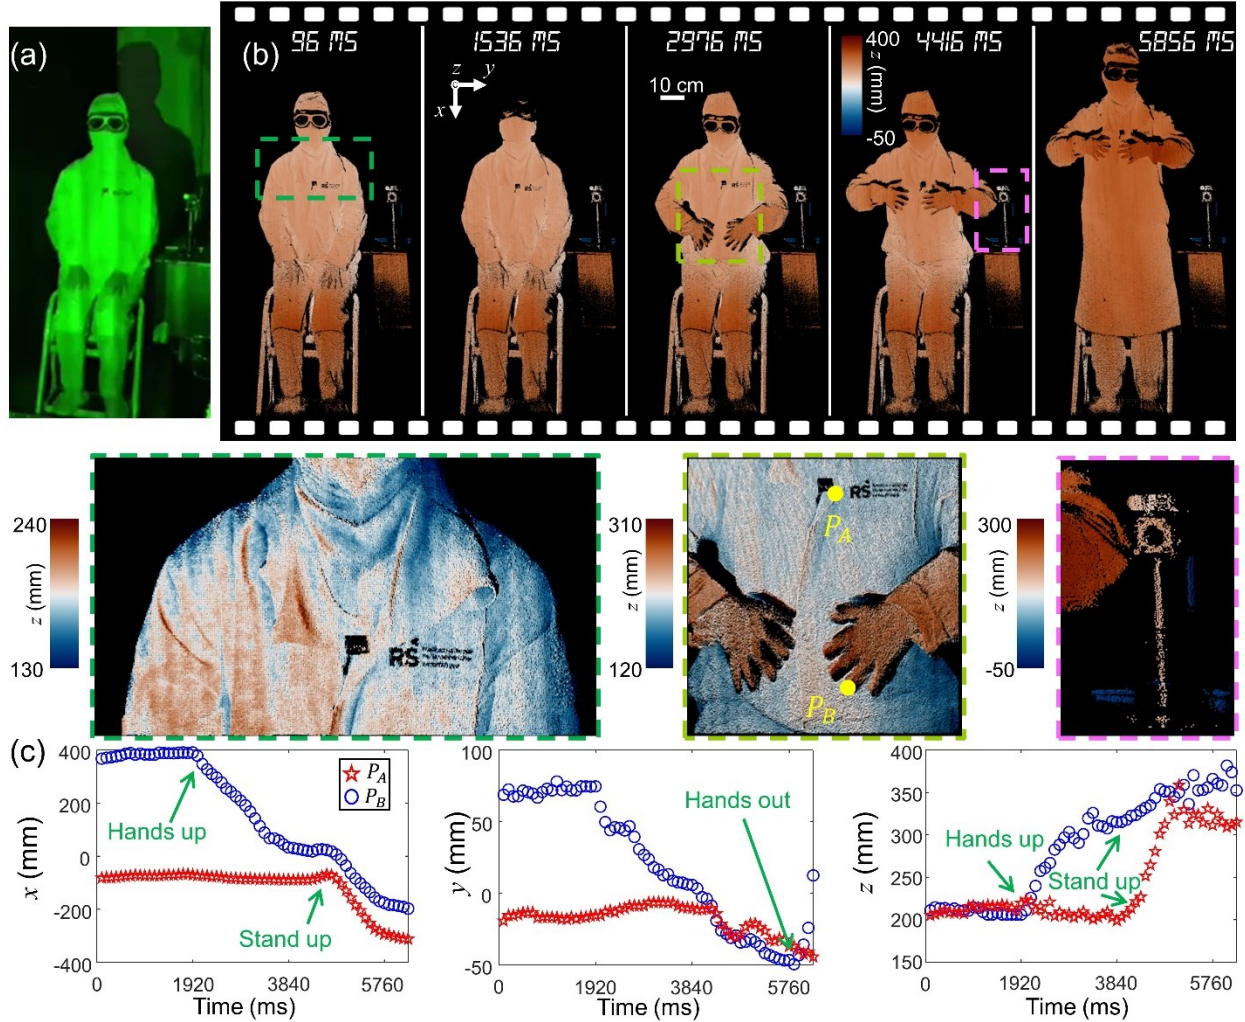 (a)
(b)
96 MS
1536 MS
2976 MS
4416 MS
5856 MS
z
y
x
10 cm
400
z (mm)
-50
RŚ
240
z (mm)
130
RŚ
310
z (mm)
120
RŚ
P_A
P_B
300
z (mm)
-50
(c)
400
200
0
-200
-400
x (mm)
Hands up
Stand up
P_A
P_B
0
1920
3840
5760
Time (ms)
100
50
0
-50
y (mm)
Hands out
0
1920
3840
5760
Time (ms)
400
350
300
250
200
150
z (mm)
Hands up
Stand up
0
1920
3840
5760
Time (ms)